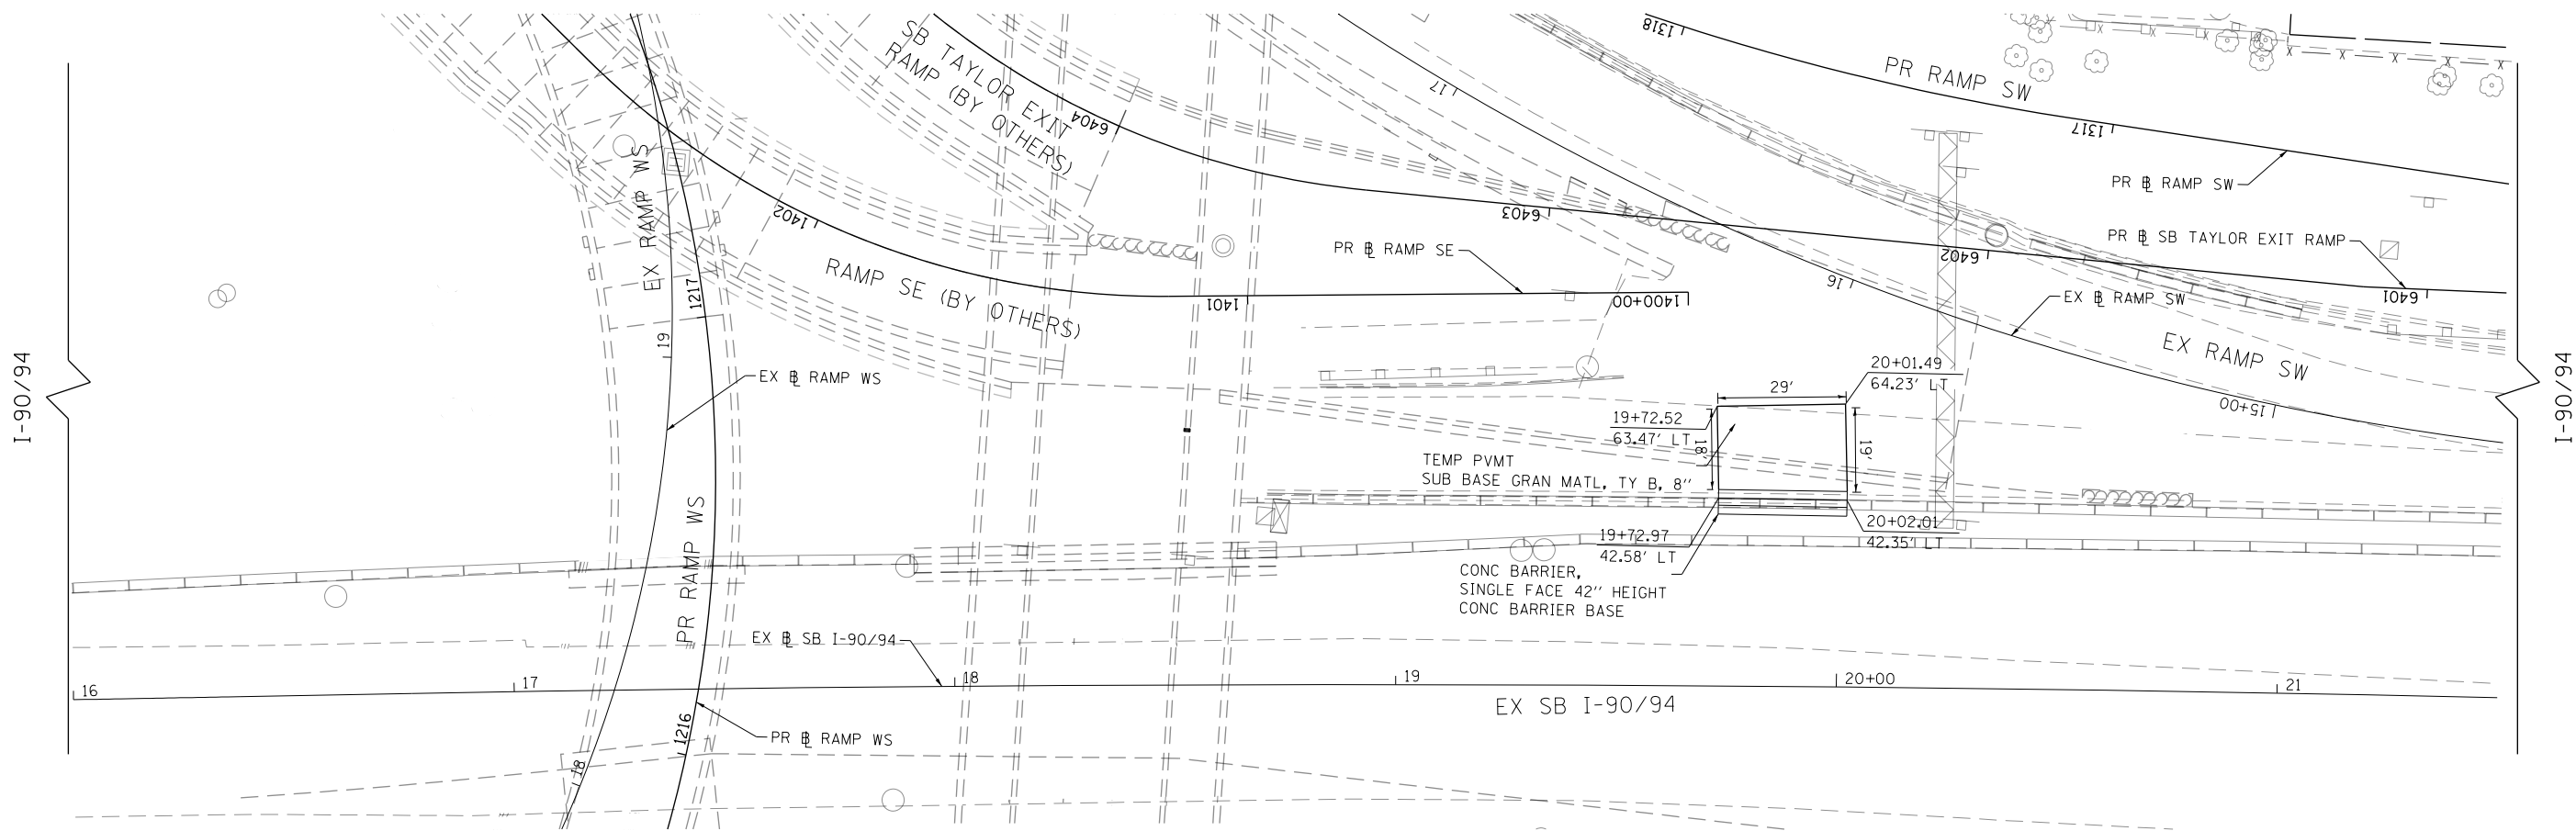 1318
PR RAMP SW
1317
SB TAYLOR EXIT
RAMP (BY OTHERS)
6404
17
EX RAMP WS
1402
6403
PR ℄ RAMP SW
PR ℄ SB TAYLOR EXIT RAMP
6402
PR ℄ RAMP SE
RAMP SE (BY OTHERS)
1217
1401
1400+00
16
EX ℄ RAMP SW
6401
19
EX RAMP SW
I-90/94
I-90/94
EX ℄ RAMP WS
20+01.49
64.23' LT
29'
19+72.52
63.47' LT
18'
19'
15+00
TEMP PVMT
SUB BASE GRAN MATL, TY B, 8''
20+02.01
42.35' LT
19+72.97
42.58' LT
CONC BARRIER,
SINGLE FACE 42'' HEIGHT
CONC BARRIER BASE
PR RAMP WS
EX ℄ SB I-90/94
16
17
18
19
20+00
21
EX SB I-90/94
1216
PR ℄ RAMP WS
18